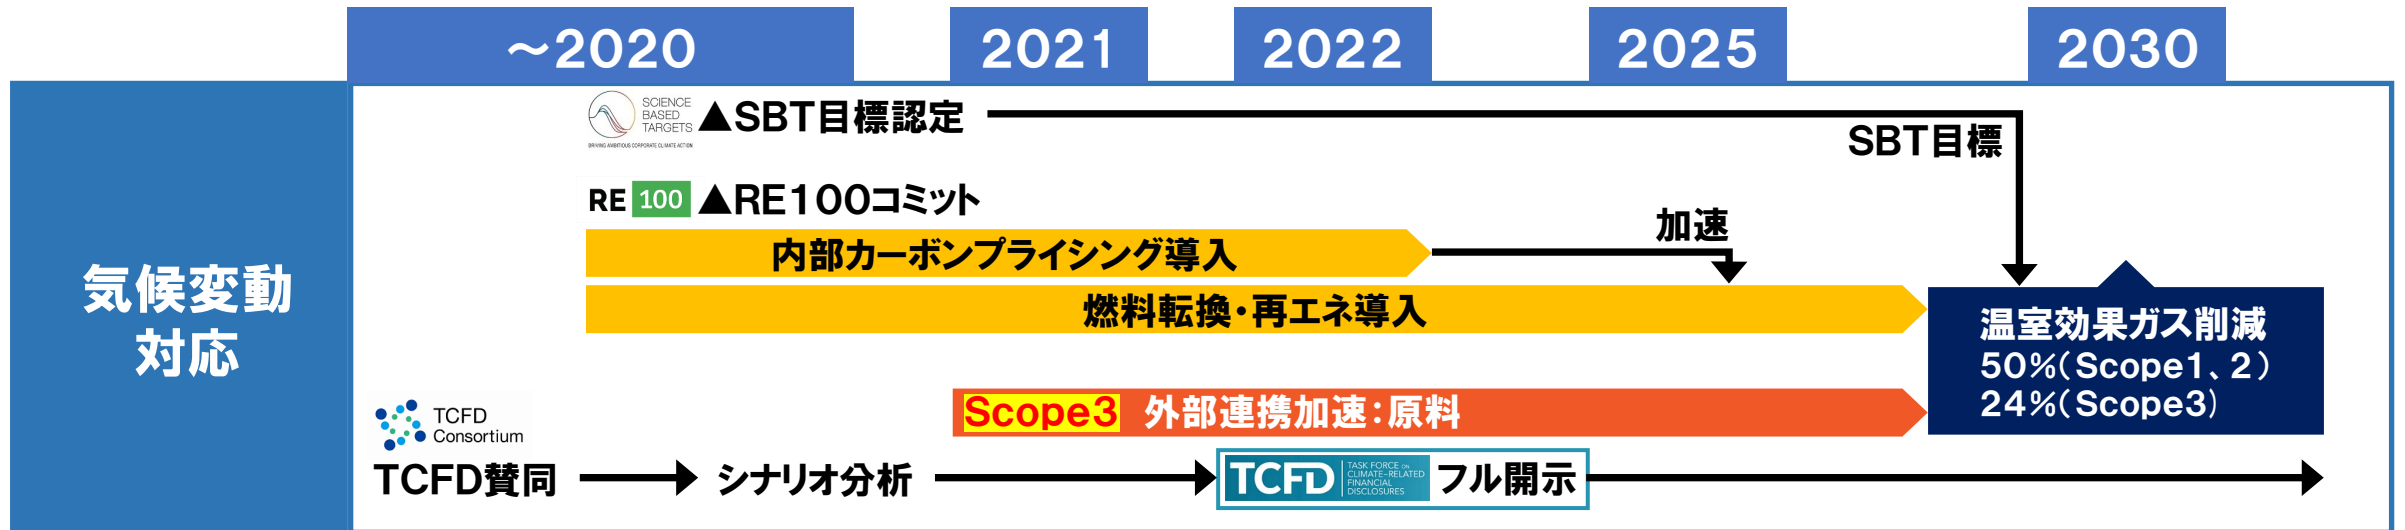 ～2020
2021
2022
2025
2030
気候変動
対応
SCIENCE
BASED
TARGETS
DRIVING AMBITIOUS CORPORATE CLIMATE ACTION
▲SBT目標認定
SBT目標
RE 100
▲RE100コミット
加速
内部カーボンプライシング導入
燃料転換・再エネ導入
温室効果ガス削減
50%(Scope1、2)
24%(Scope3)
Scope3 外部連携加速：原料
TCFD
Consortium
TCFD賛同
シナリオ分析
TCFD
TASK FORCE ON
CLIMATE-RELATED
FINANCIAL
DISCLOSURES
フル開示